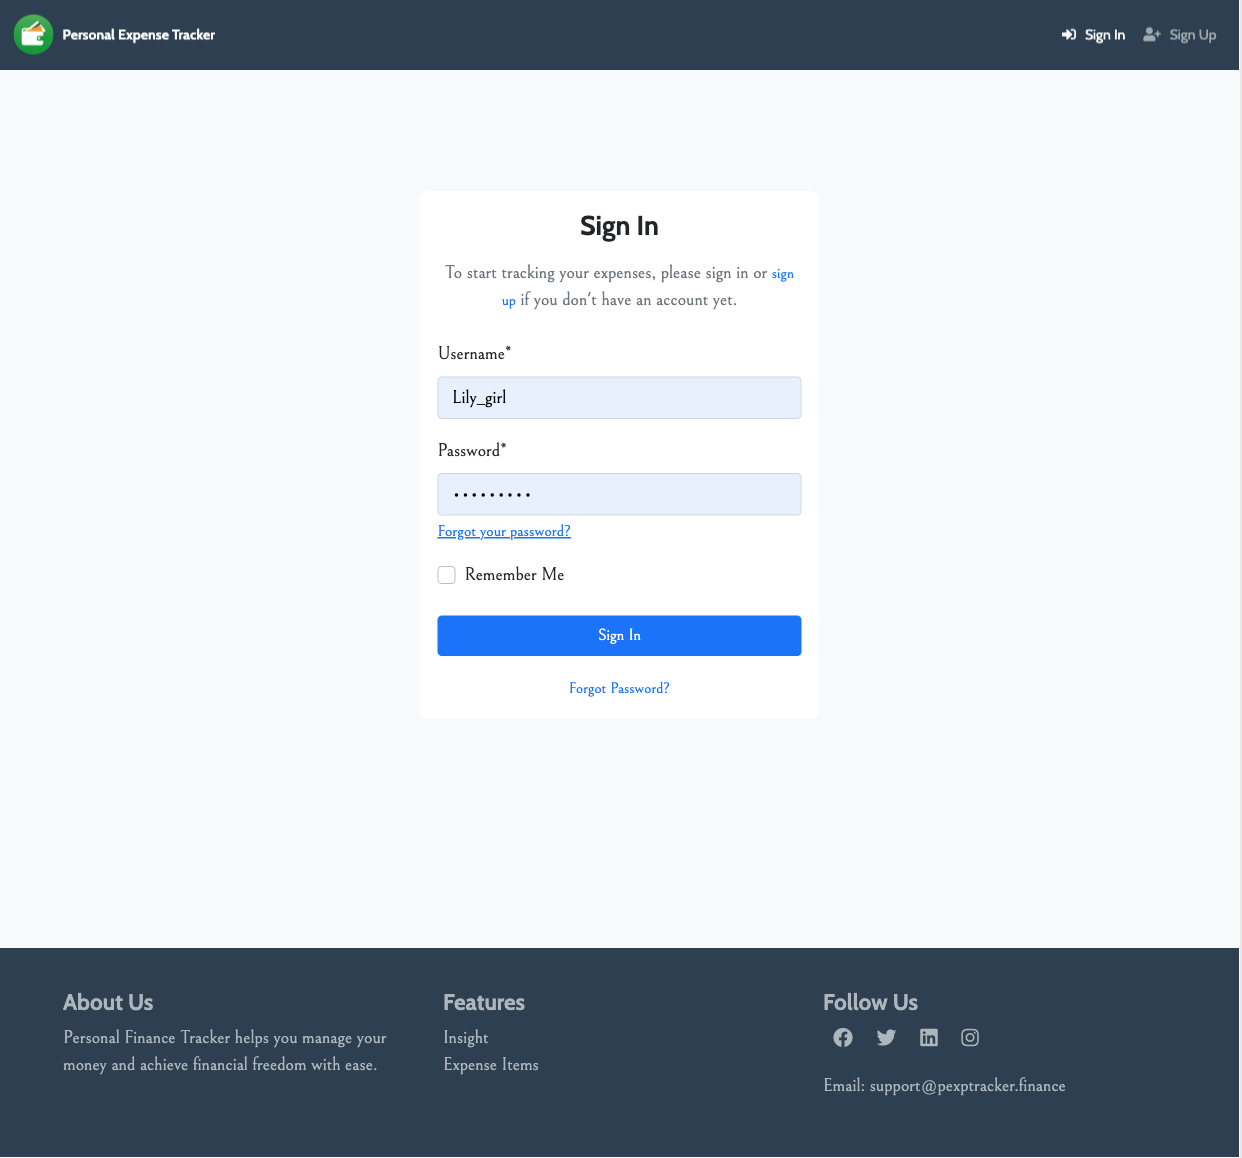 Personal Expense Tracker
Sign In
Sign Up
Sign In
To start tracking your expenses, please sign in or sign
up if you don't have an account yet.
Username*
Lily_girl
Password*
•••••••••
Forgot your password?
Remember Me
Sign In
Forgot Password?
About Us
Personal Finance Tracker helps you manage your
money and achieve financial freedom with ease.
Features
Insight
Expense Items
Follow Us
Email: support@pexptracker.finance